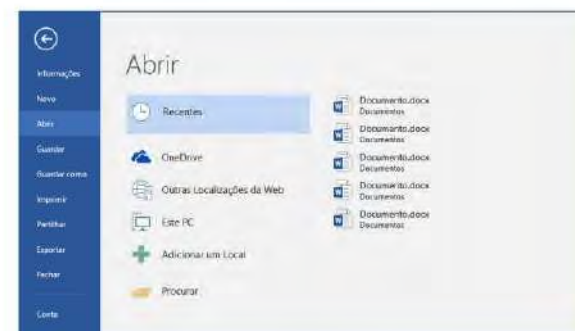 Informações
Novo
Abrir
Guardar
Guardar como
Imprimir
Partilhar
Exportar
Fechar
Conta
Abrir
Recentes
OneDrive
Outras Localizações da Web
Este PC
Adicionar um Local
Procurar
Documento.docx
Documentos
Documento.docx
Documentos
Documento.docx
Documentos
Documento.docx
Documentos
Documento.docx
Documentos